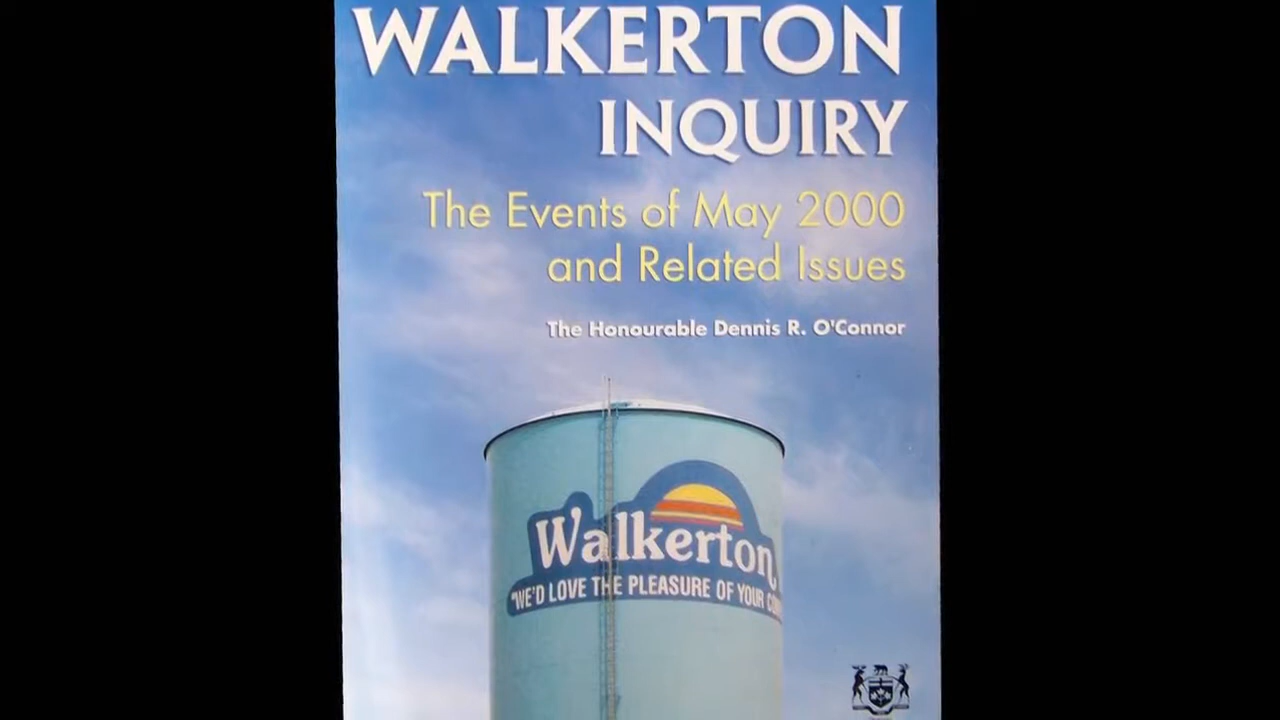 WALKERTON
INQUIRY
The Events of May 2000
and Related Issues
The Honourable Dennis R. O'Connor
Walkerton
"WE'D LOVE THE PLEASURE OF YOUR